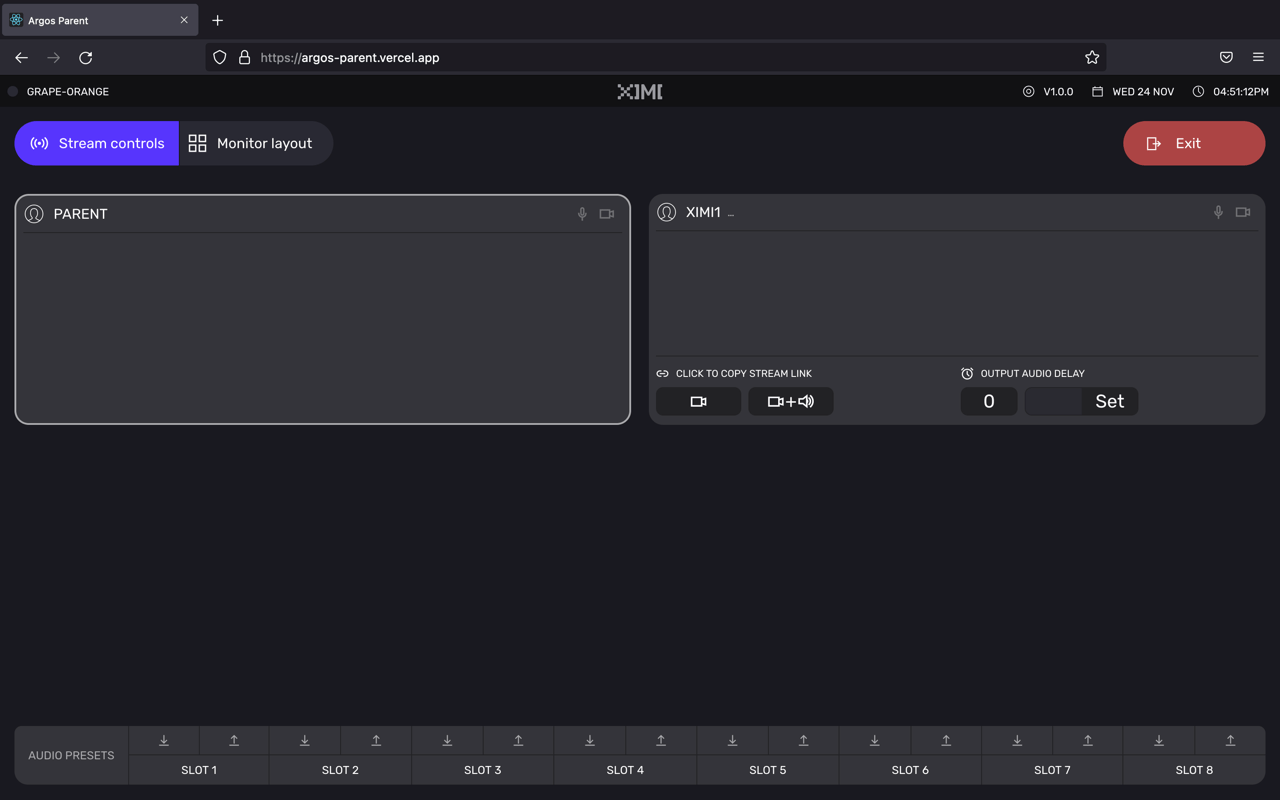 Argos Parent
https://argos-parent.vercel.app
GRAPE-ORANGE
XIMI
V1.0.0
WED 24 NOV
04:51:12PM
Stream controls
Monitor layout
Exit
PARENT
XIMI1 ...
CLICK TO COPY STREAM LINK
OUTPUT AUDIO DELAY
+
0
Set
AUDIO PRESETS
SLOT 1
SLOT 2
SLOT 3
SLOT 4
SLOT 5
SLOT 6
SLOT 7
SLOT 8